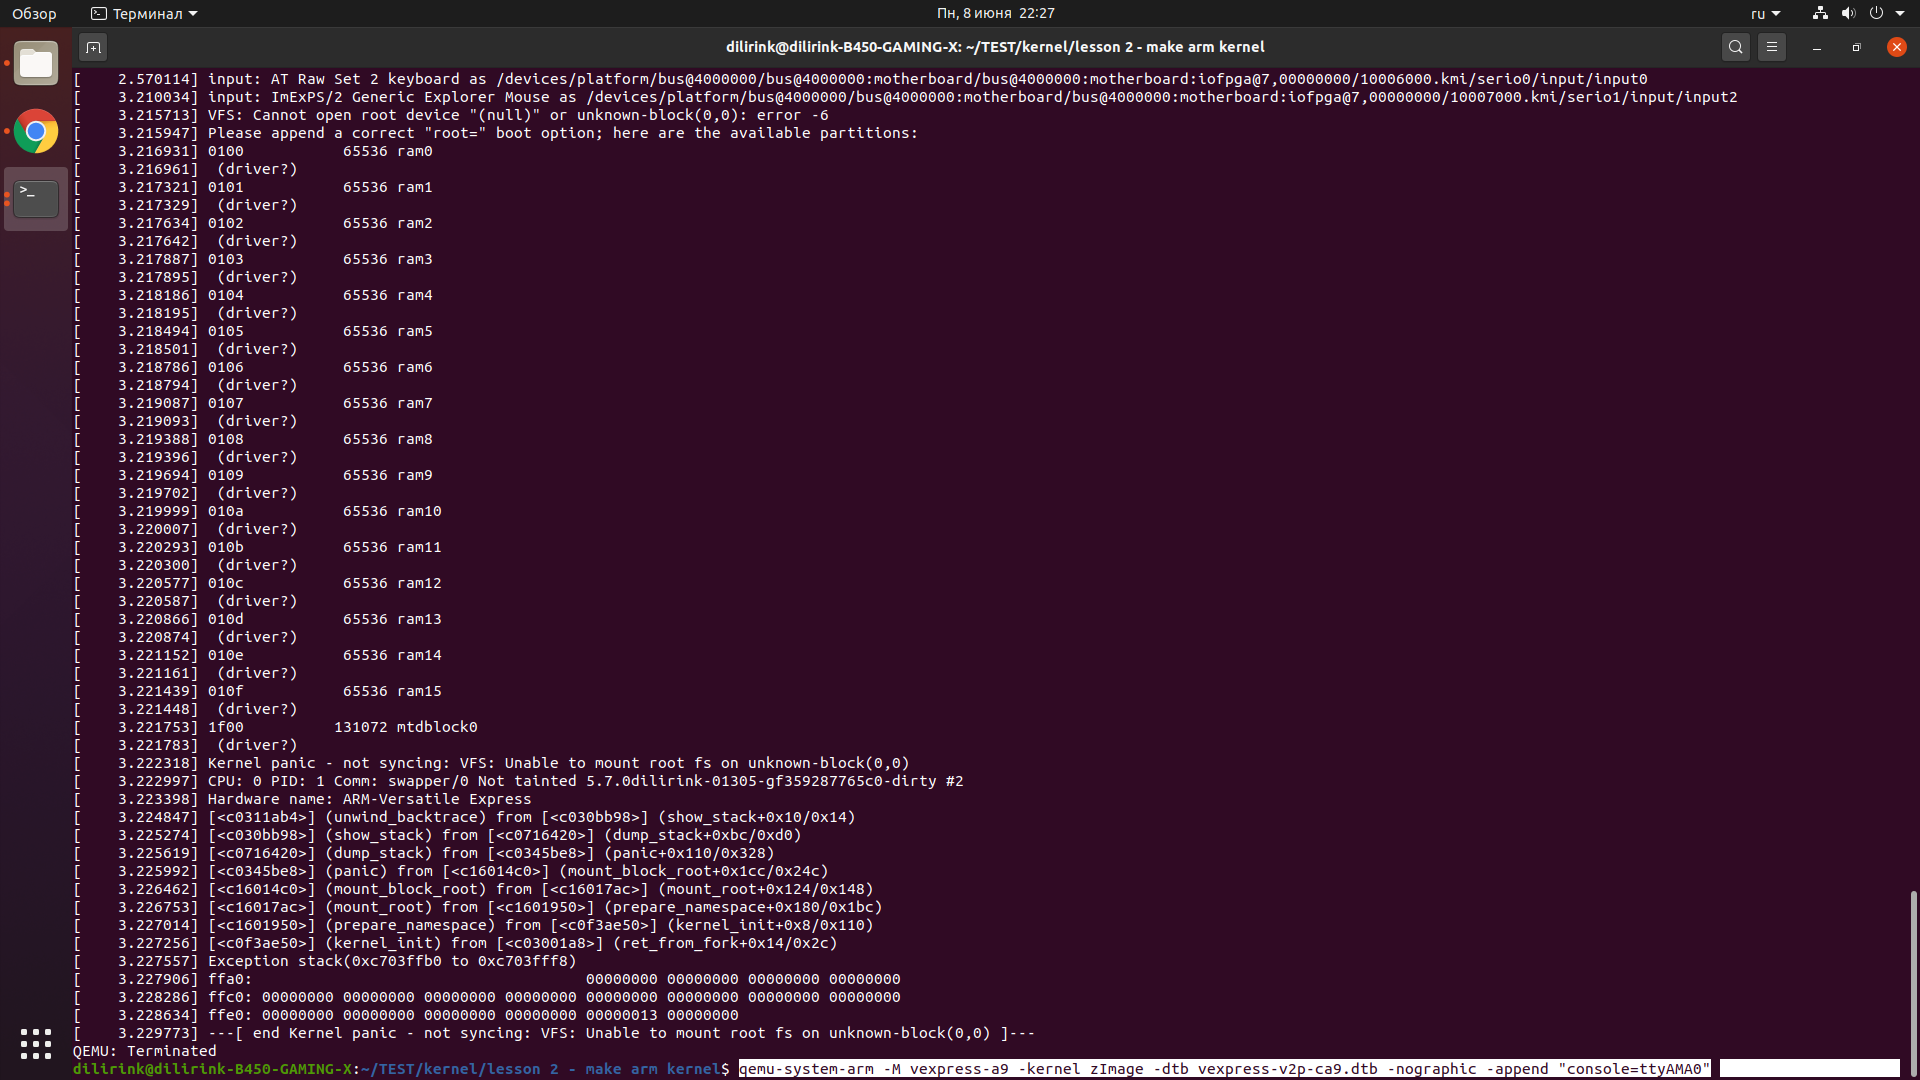 Обзор
Терминал
Пн, 8 июня 22:27
ru
dilirink@dilirink-B450-GAMING-X: ~/TEST/kernel/lesson 2 - make arm kernel
[    2.570114] input: AT Raw Set 2 keyboard as /devices/platform/bus@4000000/bus@4000000:motherboard/bus@4000000:motherboard:iofpga@7,00000000/10006000.kmi/serio0/input/input0
[    3.210034] input: ImExPS/2 Generic Explorer Mouse as /devices/platform/bus@4000000/bus@4000000:motherboard/bus@4000000:motherboard:iofpga@7,00000000/10007000.kmi/serio1/input/input2
[    3.215713] VFS: Cannot open root device "(null)" or unknown-block(0,0): error -6
[    3.215947] Please append a correct "root=" boot option; here are the available partitions:
[    3.216931] 0100           65536 ram0
[    3.216961]  (driver?)
[    3.217321] 0101           65536 ram1
[    3.217329]  (driver?)
[    3.217634] 0102           65536 ram2
[    3.217642]  (driver?)
[    3.217887] 0103           65536 ram3
[    3.217895]  (driver?)
[    3.218186] 0104           65536 ram4
[    3.218195]  (driver?)
[    3.218494] 0105           65536 ram5
[    3.218501]  (driver?)
[    3.218786] 0106           65536 ram6
[    3.218794]  (driver?)
[    3.219087] 0107           65536 ram7
[    3.219093]  (driver?)
[    3.219388] 0108           65536 ram8
[    3.219396]  (driver?)
[    3.219694] 0109           65536 ram9
[    3.219702]  (driver?)
[    3.219999] 010a           65536 ram10
[    3.220007]  (driver?)
[    3.220293] 010b           65536 ram11
[    3.220300]  (driver?)
[    3.220577] 010c           65536 ram12
[    3.220587]  (driver?)
[    3.220866] 010d           65536 ram13
[    3.220874]  (driver?)
[    3.221152] 010e           65536 ram14
[    3.221161]  (driver?)
[    3.221439] 010f           65536 ram15
[    3.221448]  (driver?)
[    3.221753] 1f00          131072 mtdblock0
[    3.221783]  (driver?)
[    3.222318] Kernel panic - not syncing: VFS: Unable to mount root fs on unknown-block(0,0)
[    3.222997] CPU: 0 PID: 1 Comm: swapper/0 Not tainted 5.7.0dilirink-01305-gf359287765c0-dirty #2
[    3.223398] Hardware name: ARM-Versatile Express
[    3.224847] [<c0311ab4>] (unwind_backtrace) from [<c030bb98>] (show_stack+0x10/0x14)
[    3.225274] [<c030bb98>] (show_stack) from [<c0716420>] (dump_stack+0xbc/0xd0)
[    3.225619] [<c0716420>] (dump_stack) from [<c0345be8>] (panic+0x110/0x328)
[    3.225992] [<c0345be8>] (panic) from [<c16014c0>] (mount_block_root+0x1cc/0x24c)
[    3.226462] [<c16014c0>] (mount_block_root) from [<c16017ac>] (mount_root+0x124/0x148)
[    3.226753] [<c16017ac>] (mount_root) from [<c1601950>] (prepare_namespace+0x180/0x1bc)
[    3.227014] [<c1601950>] (prepare_namespace) from [<c0f3ae50>] (kernel_init+0x8/0x110)
[    3.227256] [<c0f3ae50>] (kernel_init) from [<c03001a8>] (ret_from_fork+0x14/0x2c)
[    3.227557] Exception stack(0xc703ffb0 to 0xc703fff8)
[    3.227906] ffa0:                                     00000000 00000000 00000000 00000000
[    3.228286] ffc0: 00000000 00000000 00000000 00000000 00000000 00000000 00000000 00000000
[    3.228634] ffe0: 00000000 00000000 00000000 00000000 00000013 00000000
[    3.229773] ---[ end Kernel panic - not syncing: VFS: Unable to mount root fs on unknown-block(0,0) ]---
QEMU: Terminated
dilirink@dilirink-B450-GAMING-X:~/TEST/kernel/lesson 2 - make arm kernel$ qemu-system-arm -M vexpress-a9 -kernel zImage -dtb vexpress-v2p-ca9.dtb -nographic -append "console=ttyAMA0"